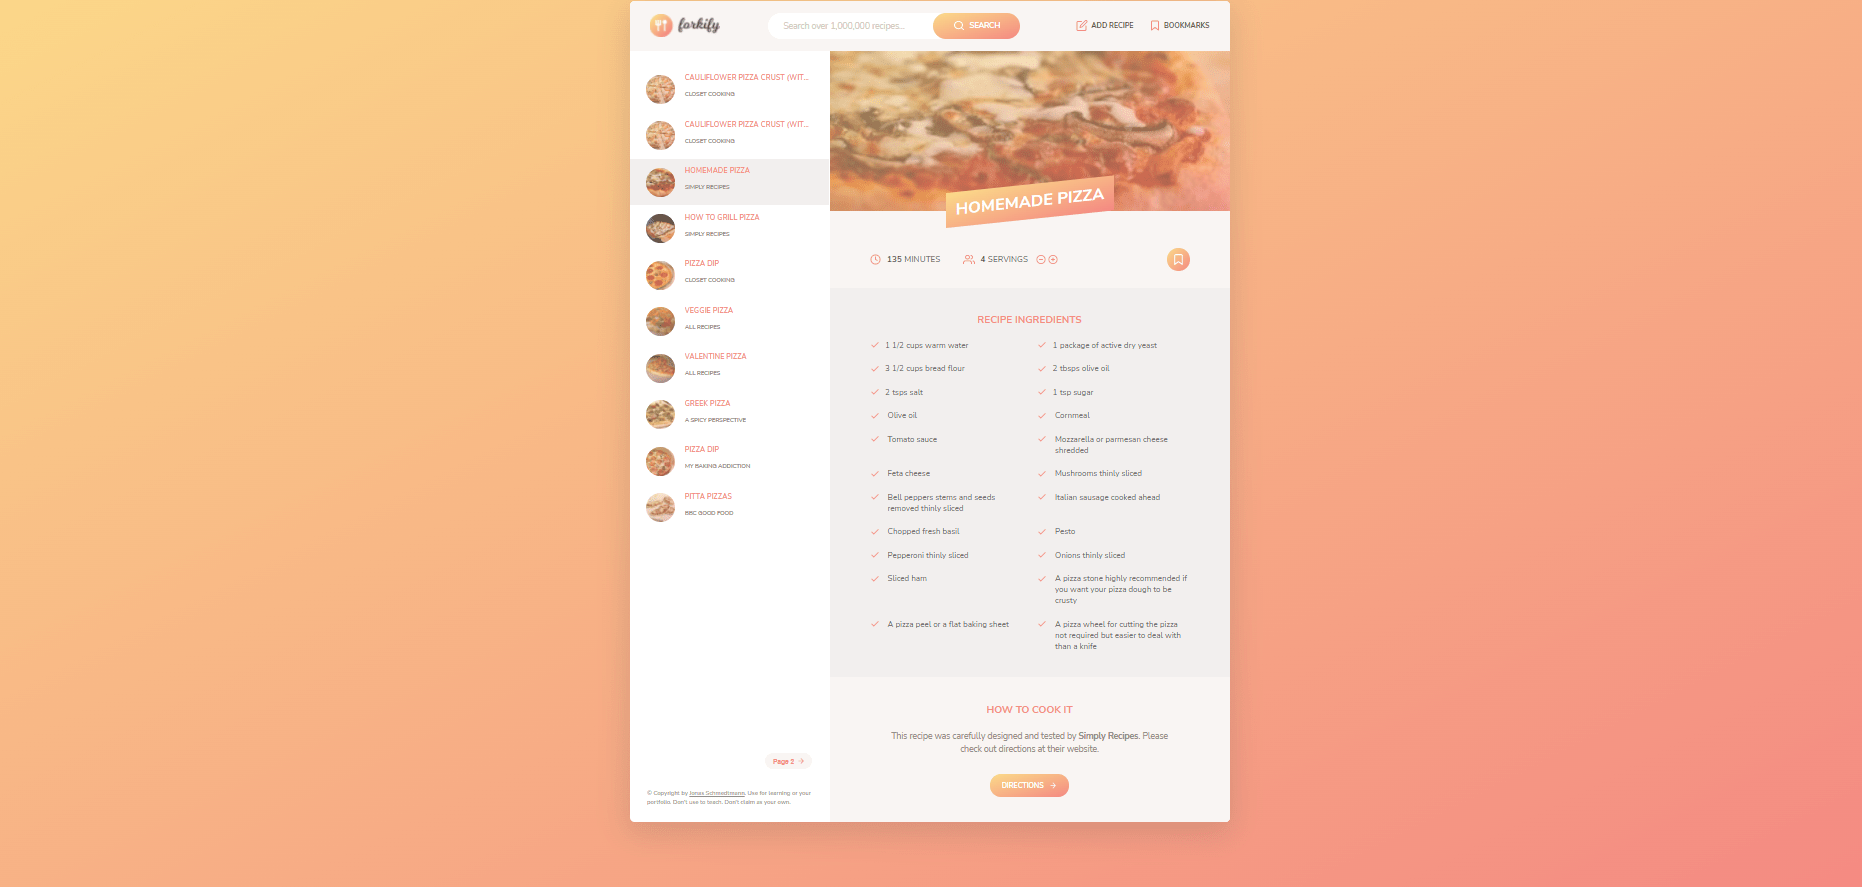 forkify
Search over 1,000,000 recipes...
SEARCH
ADD RECIPE
BOOKMARKS
CAULIFLOWER PIZZA CRUST (WIT...
CLOSET COOKING
CAULIFLOWER PIZZA CRUST (WIT...
CLOSET COOKING
HOMEMADE PIZZA
SIMPLY RECIPES
HOW TO GRILL PIZZA
SIMPLY RECIPES
PIZZA DIP
CLOSET COOKING
VEGGIE PIZZA
ALL RECIPES
VALENTINE PIZZA
ALL RECIPES
GREEK PIZZA
A SPICY PERSPECTIVE
PIZZA DIP
MY BAKING ADDICTION
PITTA PIZZAS
BBC GOOD FOOD
Page 2
© Copyright by Jonas Schmedtmann. Use for learning or your
portfolio. Don't use to teach. Don't claim as your own.
HOMEMADE PIZZA
135 MINUTES
4 SERVINGS
RECIPE INGREDIENTS
1 1/2 cups warm water
1 package of active dry yeast
3 1/2 cups bread flour
2 tbsps olive oil
2 tsps salt
1 tsp sugar
Olive oil
Cornmeal
Tomato sauce
Mozzarella or parmesan cheese
shredded
Feta cheese
Mushrooms thinly sliced
Bell peppers stems and seeds
removed thinly sliced
Italian sausage cooked ahead
Chopped fresh basil
Pesto
Pepperoni thinly sliced
Onions thinly sliced
Sliced ham
A pizza stone highly recommended if
you want your pizza dough to be
crusty
A pizza peel or a flat baking sheet
A pizza wheel for cutting the pizza
not required but easier to deal with
than a knife
HOW TO COOK IT
This recipe was carefully designed and tested by Simply Recipes. Please
check out directions at their website.
DIRECTIONS